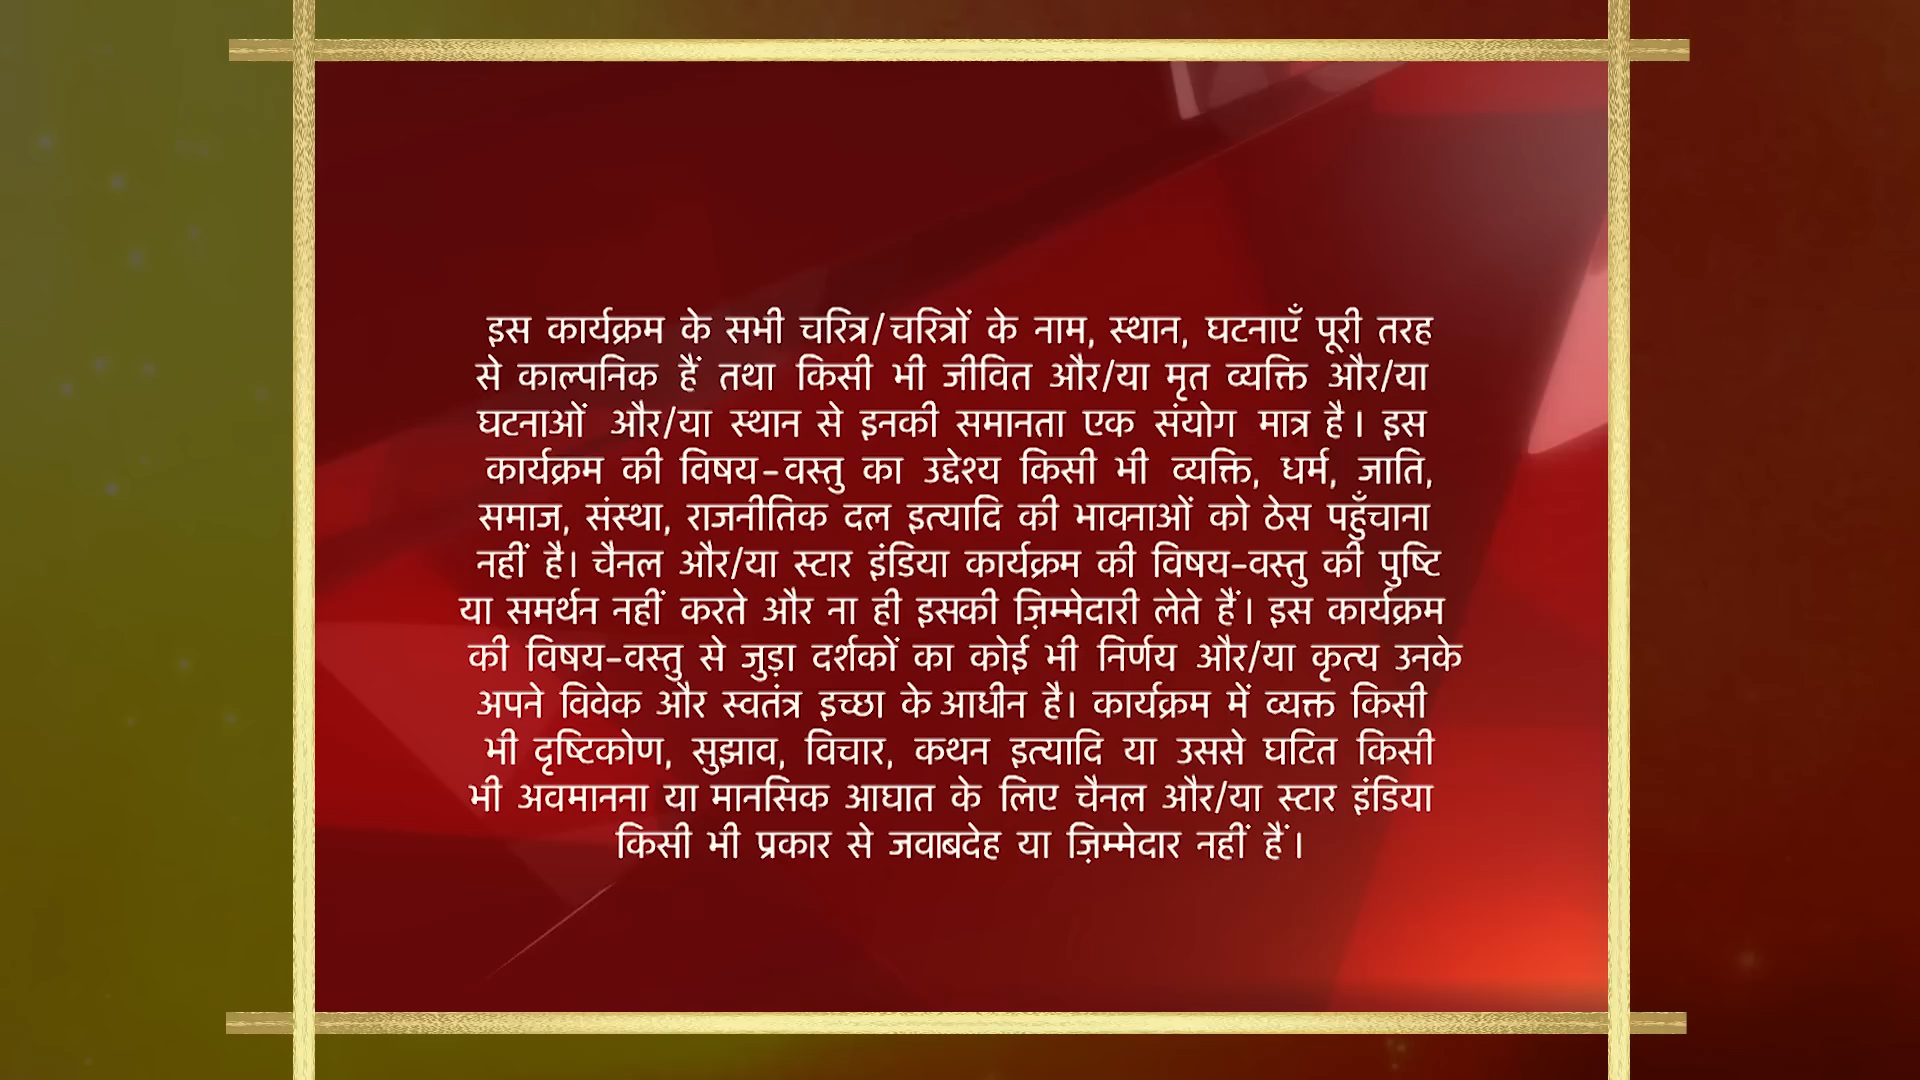 इस कार्यक्रम के सभी चरित्र/चरित्रों के नाम, स्थान, घटनाएँ पूरी तरह
से काल्पनिक हैं तथा किसी भी जीवित और/या मृत व्यक्ति और/या
घटनाओं और/या स्थान से इनकी समानता एक संयोग मात्र है। इस
कार्यक्रम की विषय-वस्तु का उद्देश्य किसी भी व्यक्ति, धर्म, जाति,
समाज, संस्था, राजनीतिक दल इत्यादि की भावनाओं को ठेस पहुँचाना
नहीं है। चैनल और/या स्टार इंडिया कार्यक्रम की विषय-वस्तु की पुष्टि
या समर्थन नहीं करते और ना ही इसकी ज़िम्मेदारी लेते हैं। इस कार्यक्रम
की विषय-वस्तु से जुड़ा दर्शकों का कोई भी निर्णय और/या कृत्य उनके
अपने विवेक और स्वतंत्र इच्छा के आधीन है। कार्यक्रम में व्यक्त किसी
भी दृष्टिकोण, सुझाव, विचार, कथन इत्यादि या उससे घटित किसी
भी अवमानना या मानसिक आघात के लिए चैनल और/या स्टार इंडिया
किसी भी प्रकार से जवाबदेह या ज़िम्मेदार नहीं हैं।